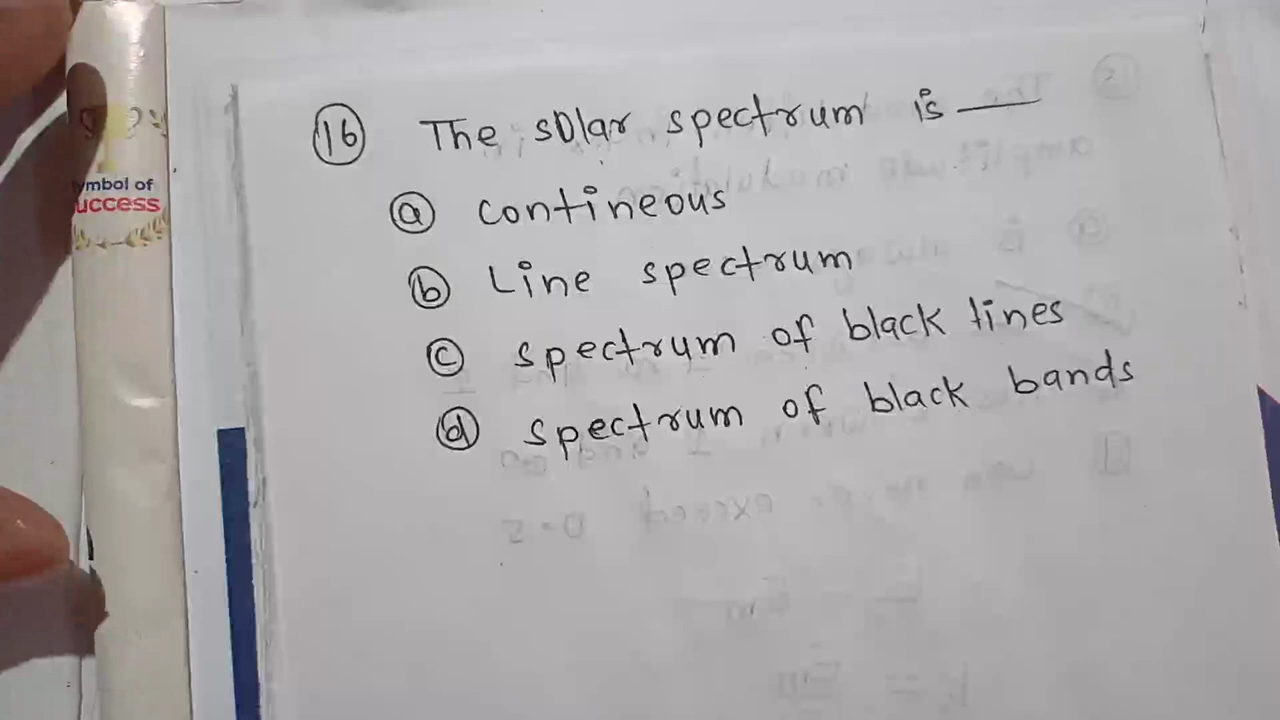 ymbol of
uccess
(16) The solar spectrum is ___
(a) contineous
(b) Line spectrum
(c) spectrum of black lines
(d) spectrum of black bands